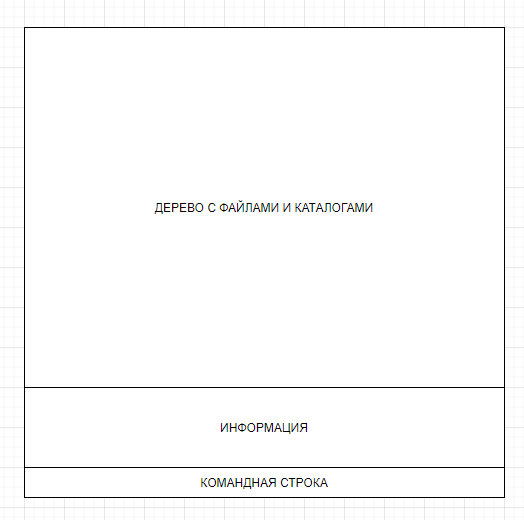 ДЕРЕВО С ФАЙЛАМИ И КАТАЛОГАМИ
ИНФОРМАЦИЯ
КОМАНДНАЯ СТРОКА